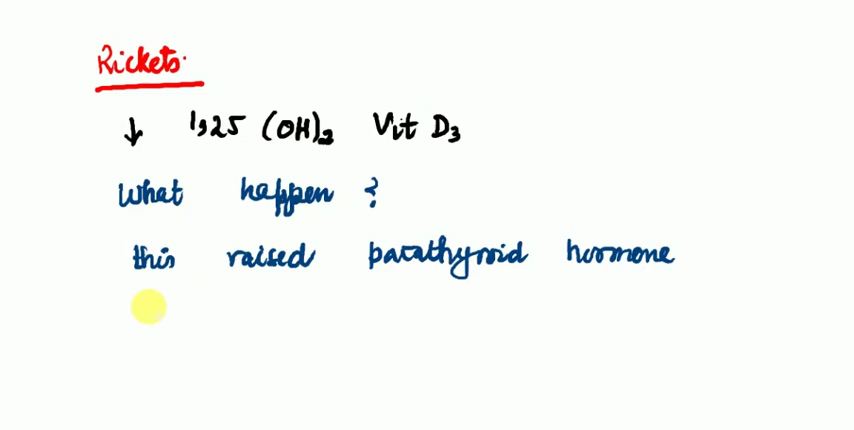 Rickets.
↓ 1,25 (OH)₂ Vit D₃
What happen ?
this raised parathyroid hormone